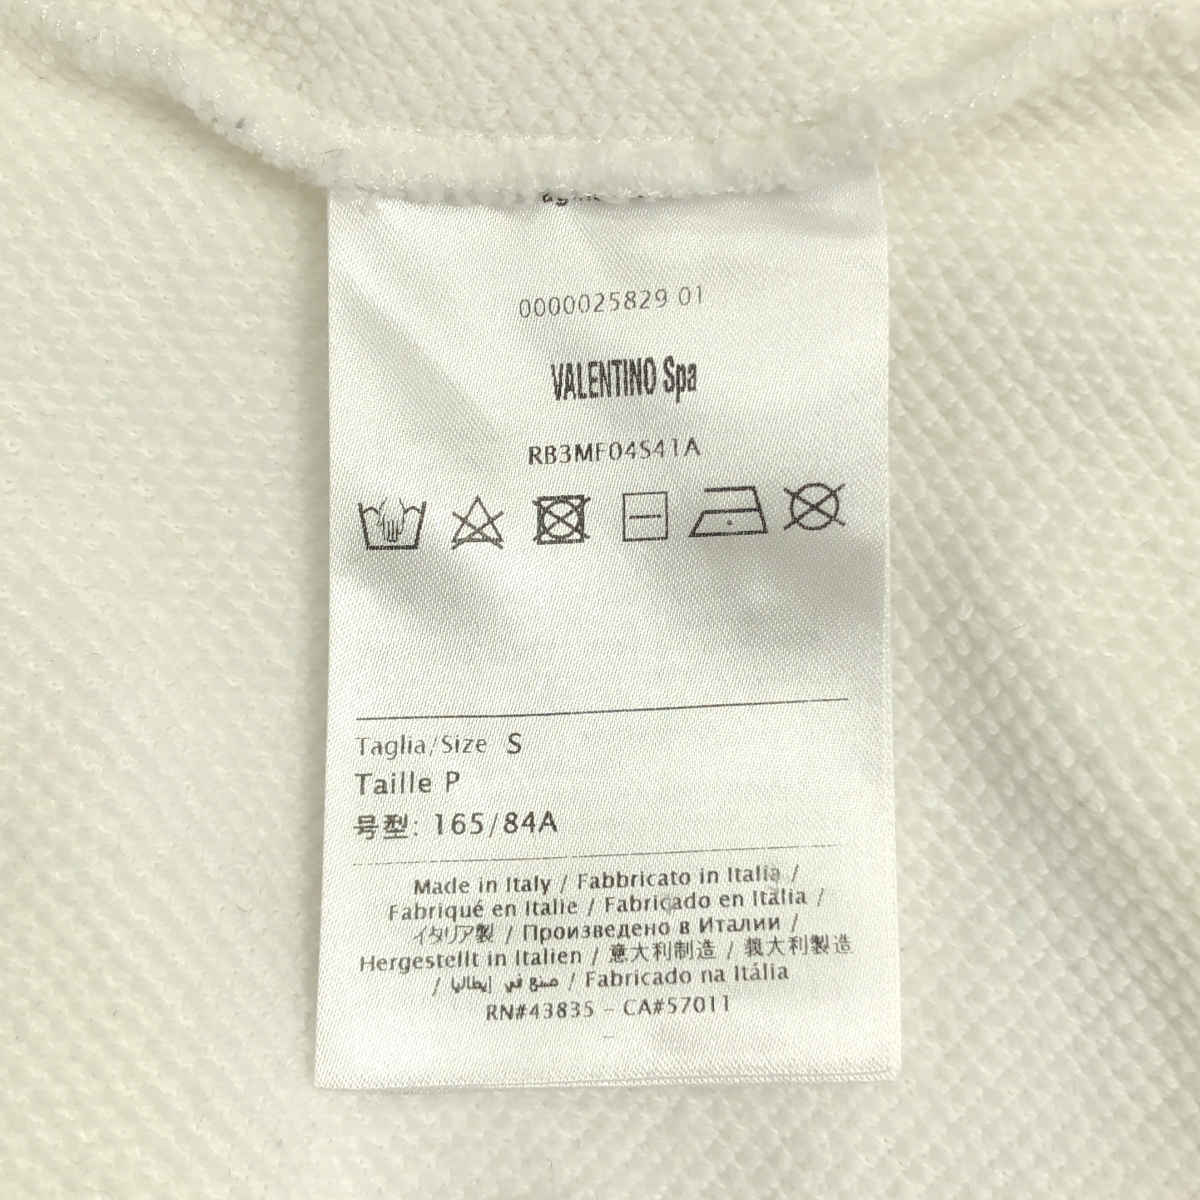 0000025829 01
VALENTINO Spa
RB3MF04S41A
Taglia/Size S
Taille P
号型: 165/84A
Made in Italy / Fabbricato in Italia /
Fabriqué en Italie / Fabricado en Itàlia /
イタリア製 / Произведено в Италии /
Hergestellt in Italien / 意大利制造 / 義大利製造
/ صنع في إيطاليا / Fabricado na Itália
RN#43835 - CA#57011
-